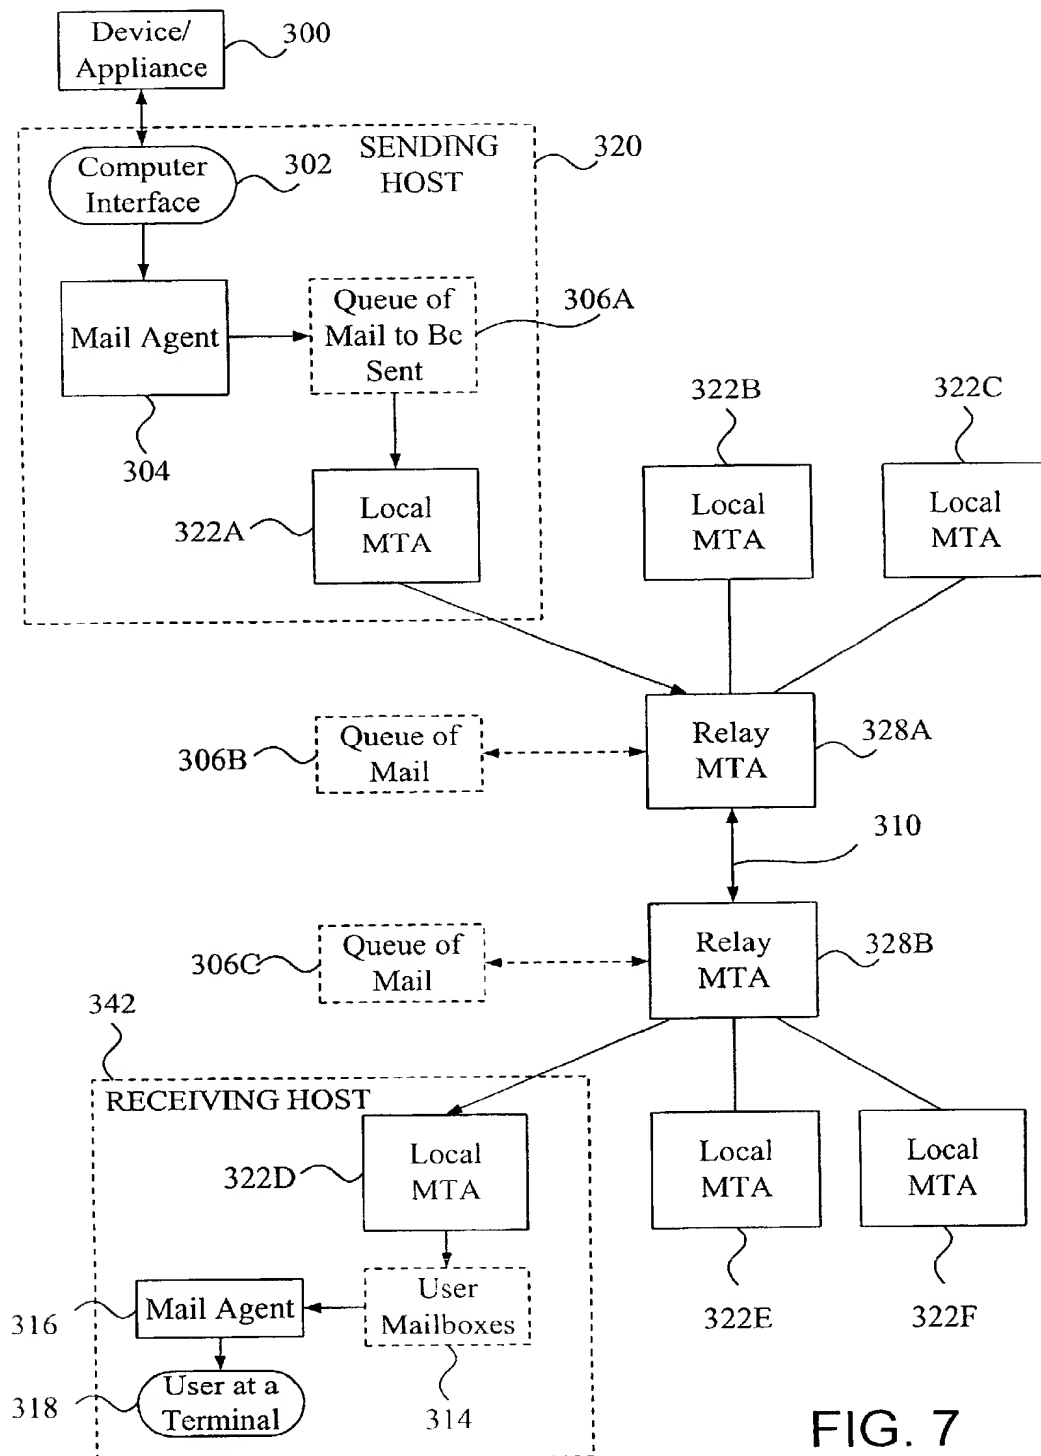 Device/
Appliance
300
SENDING
HOST
320
Computer
Interface
302
Mail Agent
304
Queue of
Mail to Be
Sent
306A
322A
Local
MTA
322B
Local
MTA
322C
Local
MTA
306B
Queue of
Mail
Relay
MTA
328A
310
306C
Queue of
Mail
Relay
MTA
328B
342
RECEIVING HOST
322D
Local
MTA
Local
MTA
322E
Local
MTA
322F
316
Mail Agent
User
Mailboxes
314
318
User at a
Terminal
FIG. 7